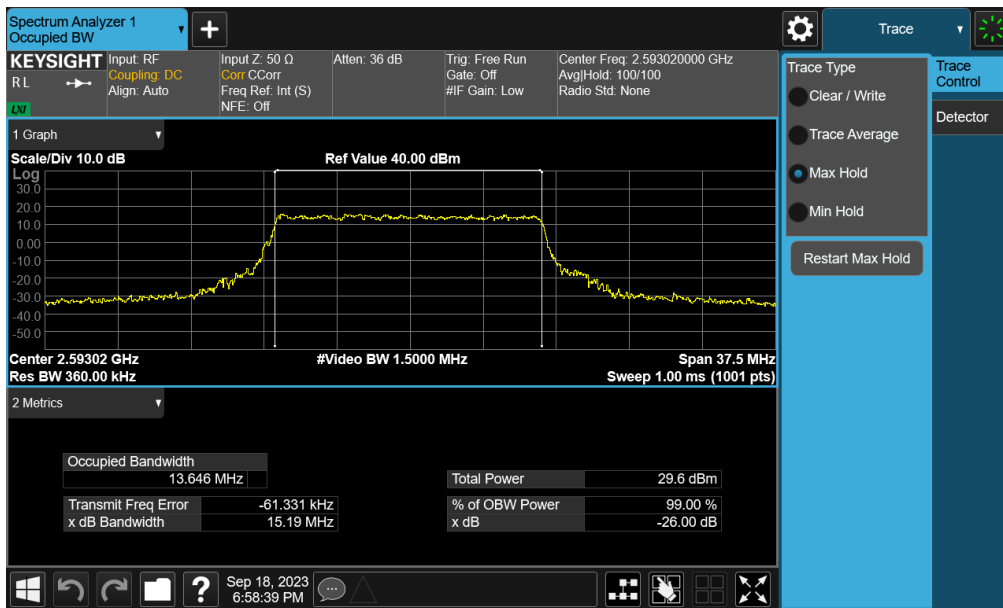 Spectrum Analyzer 1
Occupied BW
Trace
KEYSIGHT
R L
LXI
Input: RF
Coupling: DC
Align: Auto
Input Z: 50 Ω
Corr CCorr
Freq Ref: Int (S)
NFE: Off
Atten: 36 dB
Trig: Free Run
Gate: Off
#IF Gain: Low
Center Freq: 2.593020000 GHz
Avg|Hold: 100/100
Radio Std: None
Trace Type
Clear / Write
Trace Average
Max Hold
Min Hold
Restart Max Hold
Trace
Control
Detector
1 Graph
Scale/Div 10.0 dB
Ref Value 40.00 dBm
Log
30.0
20.0
10.0
0.00
-10.0
-20.0
-30.0
-40.0
-50.0
Center 2.59302 GHz
#Video BW 1.5000 MHz
Span 37.5 MHz
Res BW 360.00 kHz
Sweep 1.00 ms (1001 pts)
2 Metrics
Occupied Bandwidth
13.646 MHz
Total Power 29.6 dBm
Transmit Freq Error -61.331 kHz
% of OBW Power 99.00 %
x dB Bandwidth 15.19 MHz
x dB -26.00 dB
Sep 18, 2023
6:58:39 PM